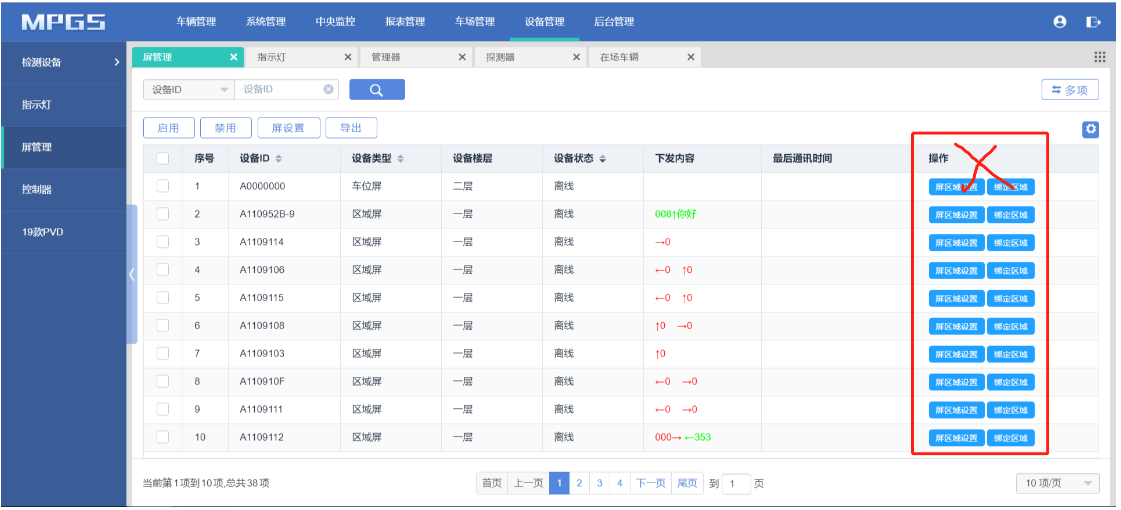 MPGS 车辆管理 系统管理 中央监控 报表管理 车场管理 设备管理 后台管理
检测设备
指示灯
屏管理
控制器
19款PVD
屏管理 × 指示灯 × 管理器 × 探测器 × 在场车辆 ×
设备ID 设备ID 多项
启用 禁用 屏设置 导出
序号 设备ID 设备类型 设备楼层 设备状态 下发内容 最后通讯时间 操作
1 A0000000 车位屏 二层 离线 屏区域设置 绑定区域
2 A110952B-9 区域屏 一层 离线 008↑你好 屏区域设置 绑定区域
3 A1109114 区域屏 一层 离线 →0 屏区域设置 绑定区域
4 A1109106 区域屏 一层 离线 ←0 ↑0 屏区域设置 绑定区域
5 A1109115 区域屏 一层 离线 ←0 ↑0 屏区域设置 绑定区域
6 A1109108 区域屏 一层 离线 ↑0 →0 屏区域设置 绑定区域
7 A1109103 区域屏 一层 离线 ↑0 屏区域设置 绑定区域
8 A110910F 区域屏 一层 离线 ←0 →0 屏区域设置 绑定区域
9 A1109111 区域屏 一层 离线 ←0 →0 屏区域设置 绑定区域
10 A1109112 区域屏 一层 离线 000→ ←353 屏区域设置 绑定区域
当前第1项到10项,总共38项 首页 上一页 1 2 3 4 下一页 尾页 到 1 页 10 项/页